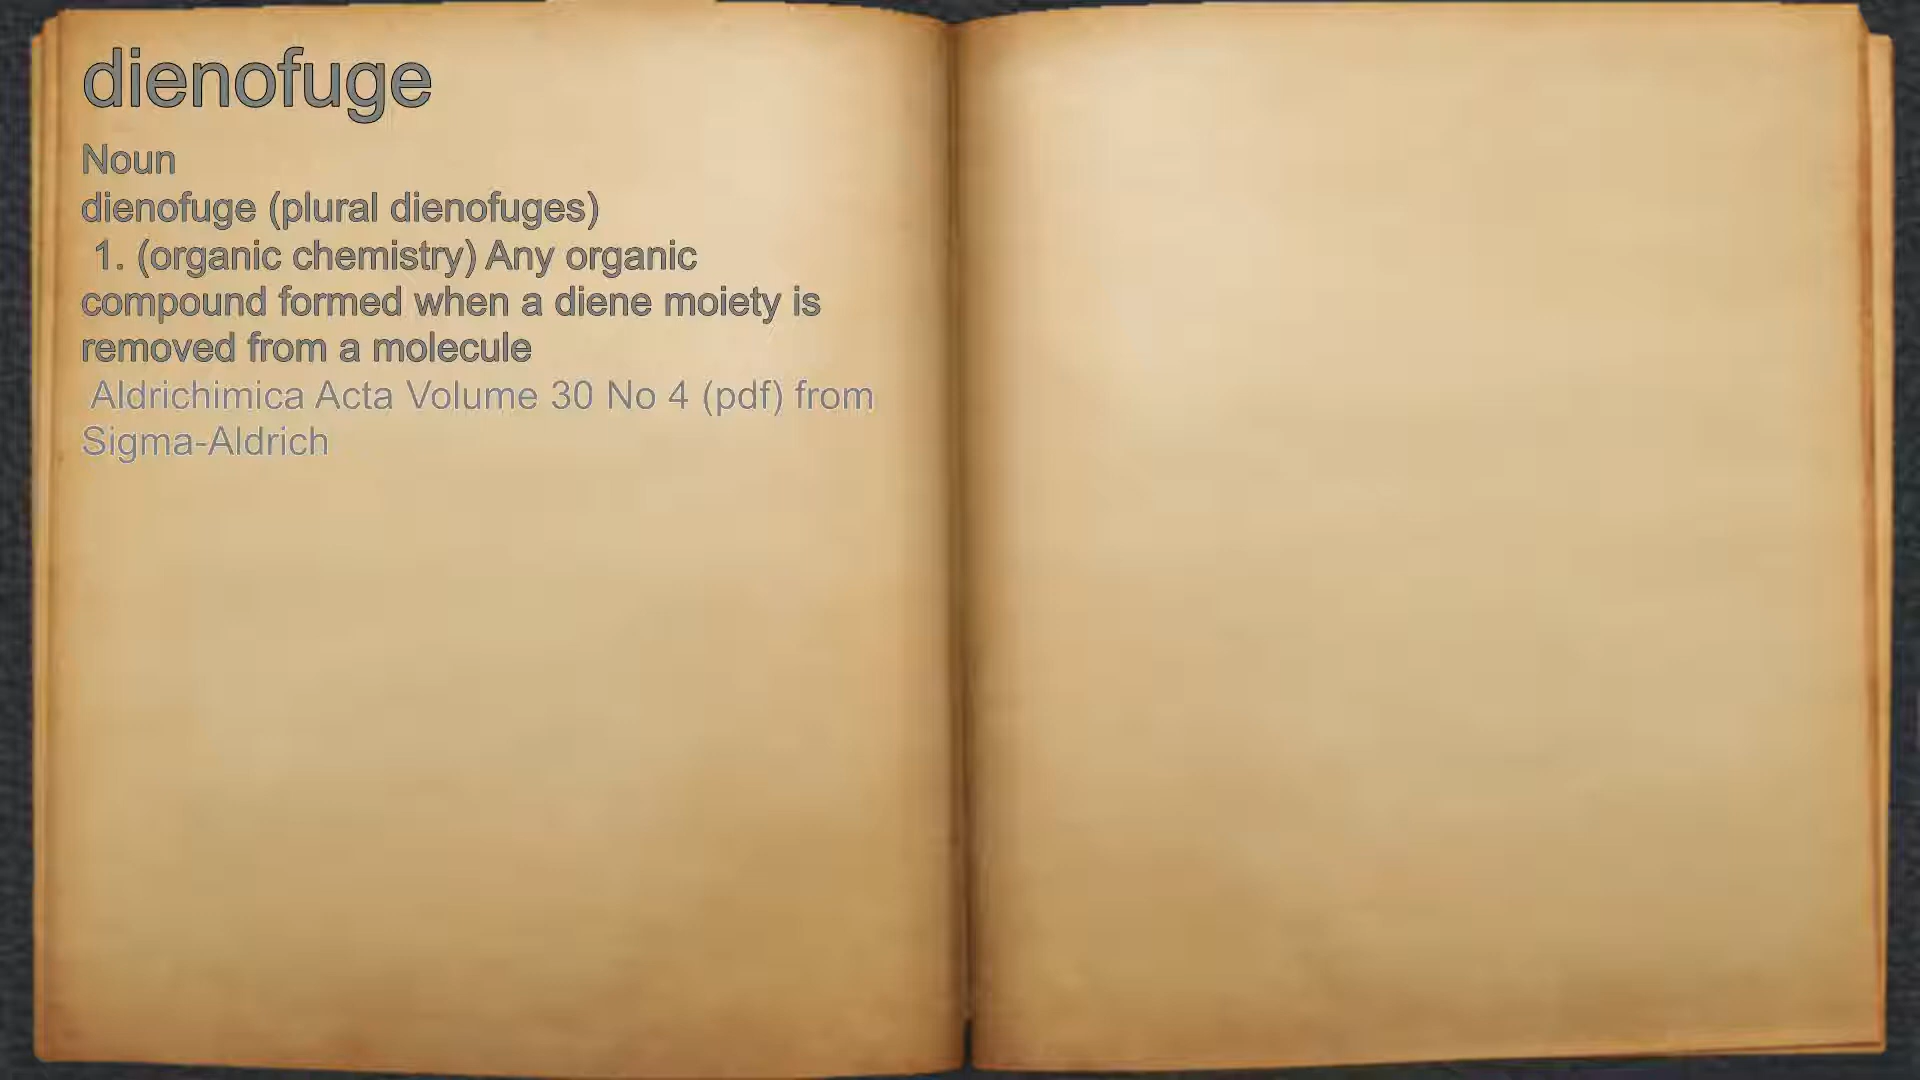 dienofuge
Noun
dienofuge (plural dienofuges)
1. (organic chemistry) Any organic
compound formed when a diene moiety is
removed from a molecule
Aldrichimica Acta Volume 30 No 4 (pdf) from
Sigma-Aldrich